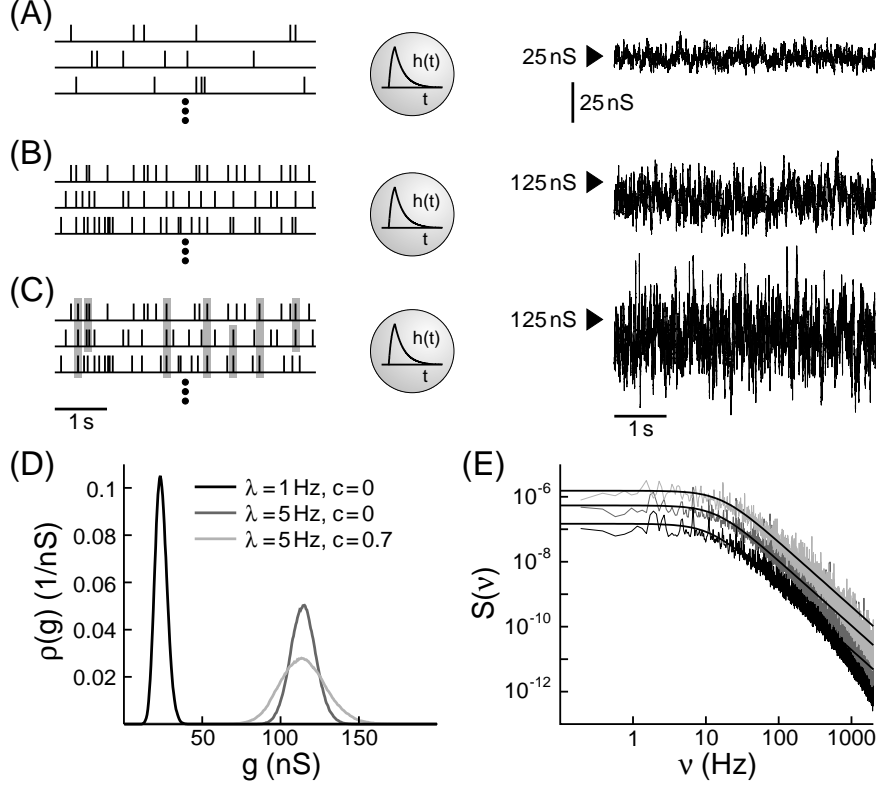 (A)
h(t)
t
25 nS
25 nS
(B)
h(t)
t
125 nS
(C)
h(t)
t
125 nS
1 s
1 s
(D)
0.1
0.08
0.06
0.04
0.02
ρ(g) (1/nS)
λ = 1 Hz, c = 0
λ = 5 Hz, c = 0
λ = 5 Hz, c = 0.7
50
100
150
g (nS)
(E)
10⁻⁶
10⁻⁸
10⁻¹⁰
10⁻¹²
S(ν)
1
10
100
1000
ν (Hz)